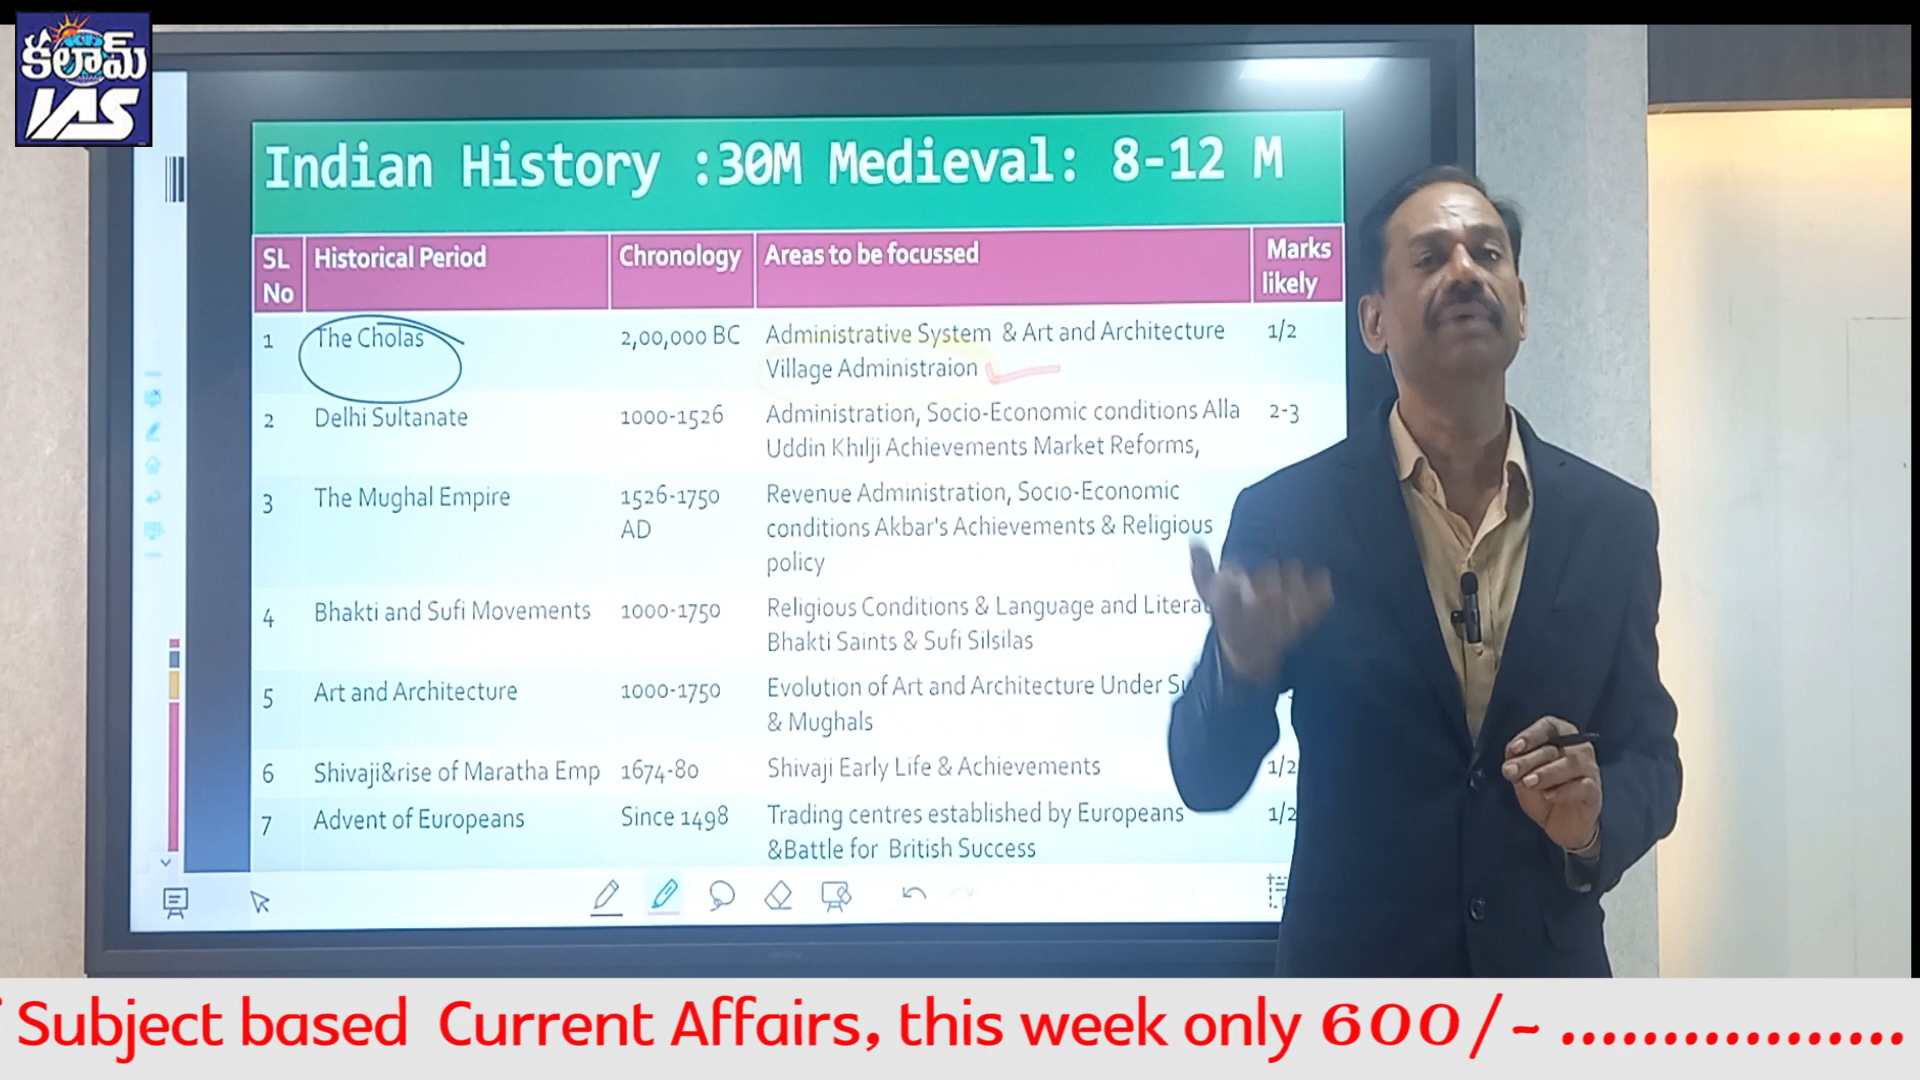 కలామ్
IAS
Indian History :30M Medieval: 8-12 M
SL No
Historical Period
Chronology
Areas to be focussed
Marks likely
1
The Cholas
2,00,000 BC
Administrative System & Art and Architecture
Village Administraion
1/2
2
Delhi Sultanate
1000-1526
Administration, Socio-Economic conditions Alla
Uddin Khilji Achievements Market Reforms,
2-3
3
The Mughal Empire
1526-1750
AD
Revenue Administration, Socio-Economic
conditions Akbar's Achievements & Religious
policy
4
Bhakti and Sufi Movements
1000-1750
Religious Conditions & Language and
Bhakti Saints & Sufi Silsilas
5
Art and Architecture
1000-1750
Evolution of Art and Architecture Under
& Mughals
6
Shivaji&rise of Maratha Emp
1674-80
Shivaji Early Life & Achievements
1/2
7
Advent of Europeans
Since 1498
Trading centres established by Europeans
&Battle for British Success
1/2
Subject based Current Affairs, this week only 600/- .................